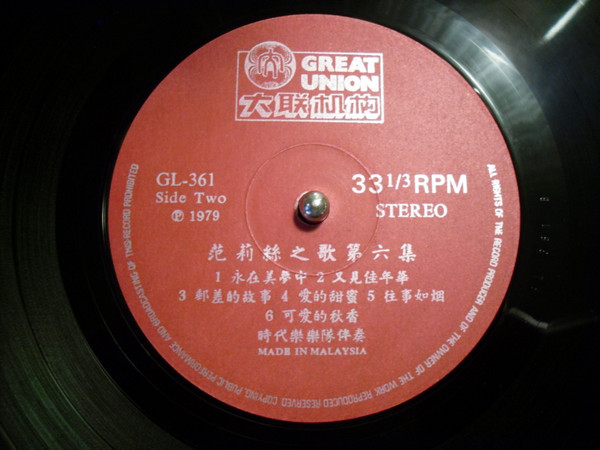 GREAT
UNION
大联机构
GL-361
Side Two
Ⓟ 1979
33 1/3 RPM
STEREO
范莉絲之歌第六集
1 永在美夢中 2 又見佳年華
3 郵差的故事 4 愛的甜蜜 5 往事如烟
6 可愛的秋香
時代樂樂隊伴奏
MADE IN MALAYSIA
ALL RIGHTS OF THE RECORD PRODUCER AND OF THE OWNER OF THE WORK REPRODUCED RESERVED COPYING, PUBLIC PERFORMANCE AND BROADCASTING OF THIS RECORD PROHIBITED